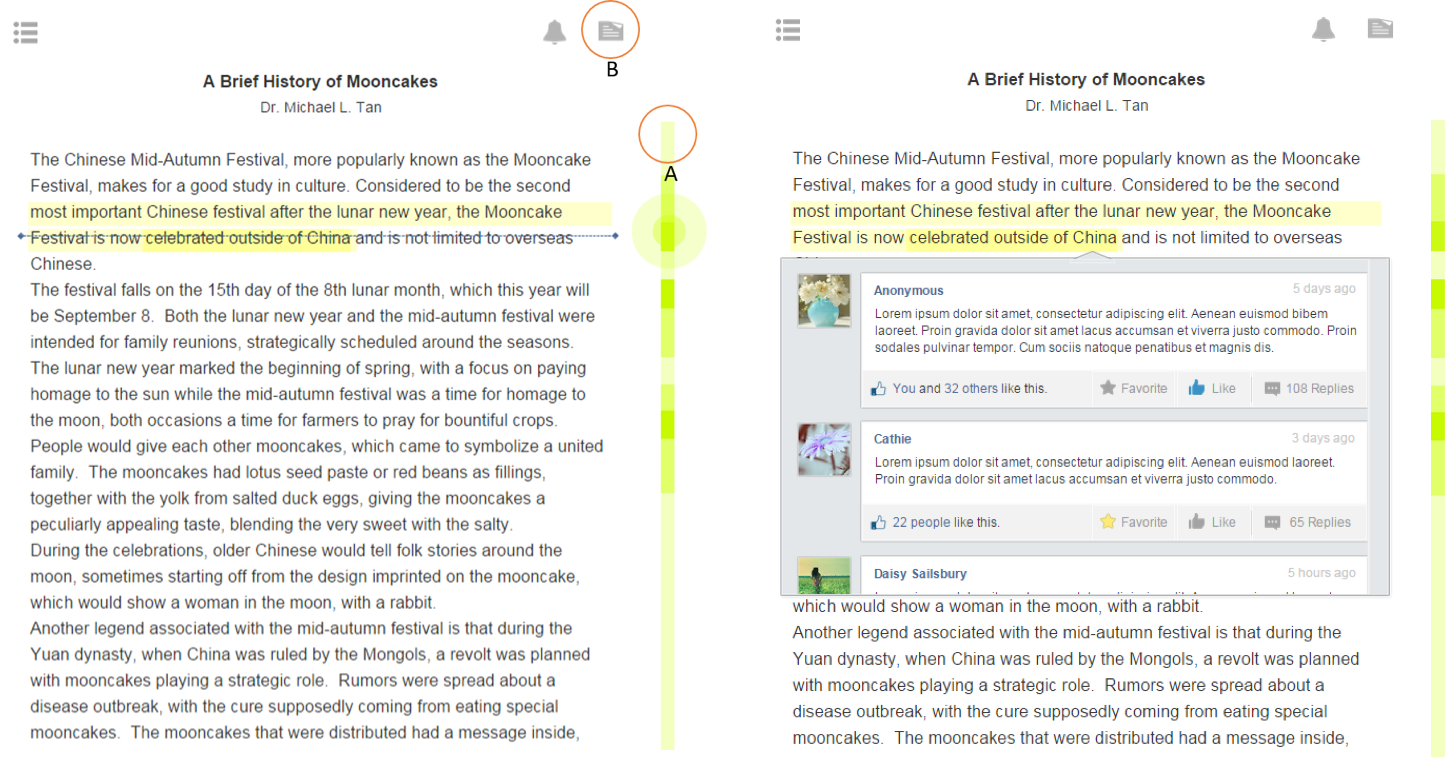 B
A Brief History of Mooncakes
Dr. Michael L. Tan
A
The Chinese Mid-Autumn Festival, more popularly known as the Mooncake
Festival, makes for a good study in culture. Considered to be the second
most important Chinese festival after the lunar new year, the Mooncake
Festival is now celebrated outside of China and is not limited to overseas
Chinese.
The festival falls on the 15th day of the 8th lunar month, which this year will
be September 8.  Both the lunar new year and the mid-autumn festival were
intended for family reunions, strategically scheduled around the seasons.
The lunar new year marked the beginning of spring, with a focus on paying
homage to the sun while the mid-autumn festival was a time for homage to
the moon, both occasions a time for farmers to pray for bountiful crops.
People would give each other mooncakes, which came to symbolize a united
family.  The mooncakes had lotus seed paste or red beans as fillings,
together with the yolk from salted duck eggs, giving the mooncakes a
peculiarly appealing taste, blending the very sweet with the salty.
During the celebrations, older Chinese would tell folk stories around the
moon, sometimes starting off from the design imprinted on the mooncake,
which would show a woman in the moon, with a rabbit.
Another legend associated with the mid-autumn festival is that during the
Yuan dynasty, when China was ruled by the Mongols, a revolt was planned
with mooncakes playing a strategic role.  Rumors were spread about a
disease outbreak, with the cure supposedly coming from eating special
mooncakes.  The mooncakes that were distributed had a message inside,
A Brief History of Mooncakes
Dr. Michael L. Tan
The Chinese Mid-Autumn Festival, more popularly known as the Mooncake
Festival, makes for a good study in culture. Considered to be the second
most important Chinese festival after the lunar new year, the Mooncake
Festival is now celebrated outside of China and is not limited to overseas
Anonymous 5 days ago
Lorem ipsum dolor sit amet, consectetur adipiscing elit. Aenean euismod bibem
laoreet. Proin gravida dolor sit amet lacus accumsan et viverra justo commodo. Proin
sodales pulvinar tempor. Cum sociis natoque penatibus et magnis dis.
You and 32 others like this. Favorite Like 108 Replies
Cathie 3 days ago
Lorem ipsum dolor sit amet, consectetur adipiscing elit. Aenean euismod laoreet.
Proin gravida dolor sit amet lacus accumsan et viverra justo commodo.
22 people like this. Favorite Like 65 Replies
Daisy Sailsbury 5 hours ago
which would show a woman in the moon, with a rabbit.
Another legend associated with the mid-autumn festival is that during the
Yuan dynasty, when China was ruled by the Mongols, a revolt was planned
with mooncakes playing a strategic role.  Rumors were spread about a
disease outbreak, with the cure supposedly coming from eating special
mooncakes.  The mooncakes that were distributed had a message inside,